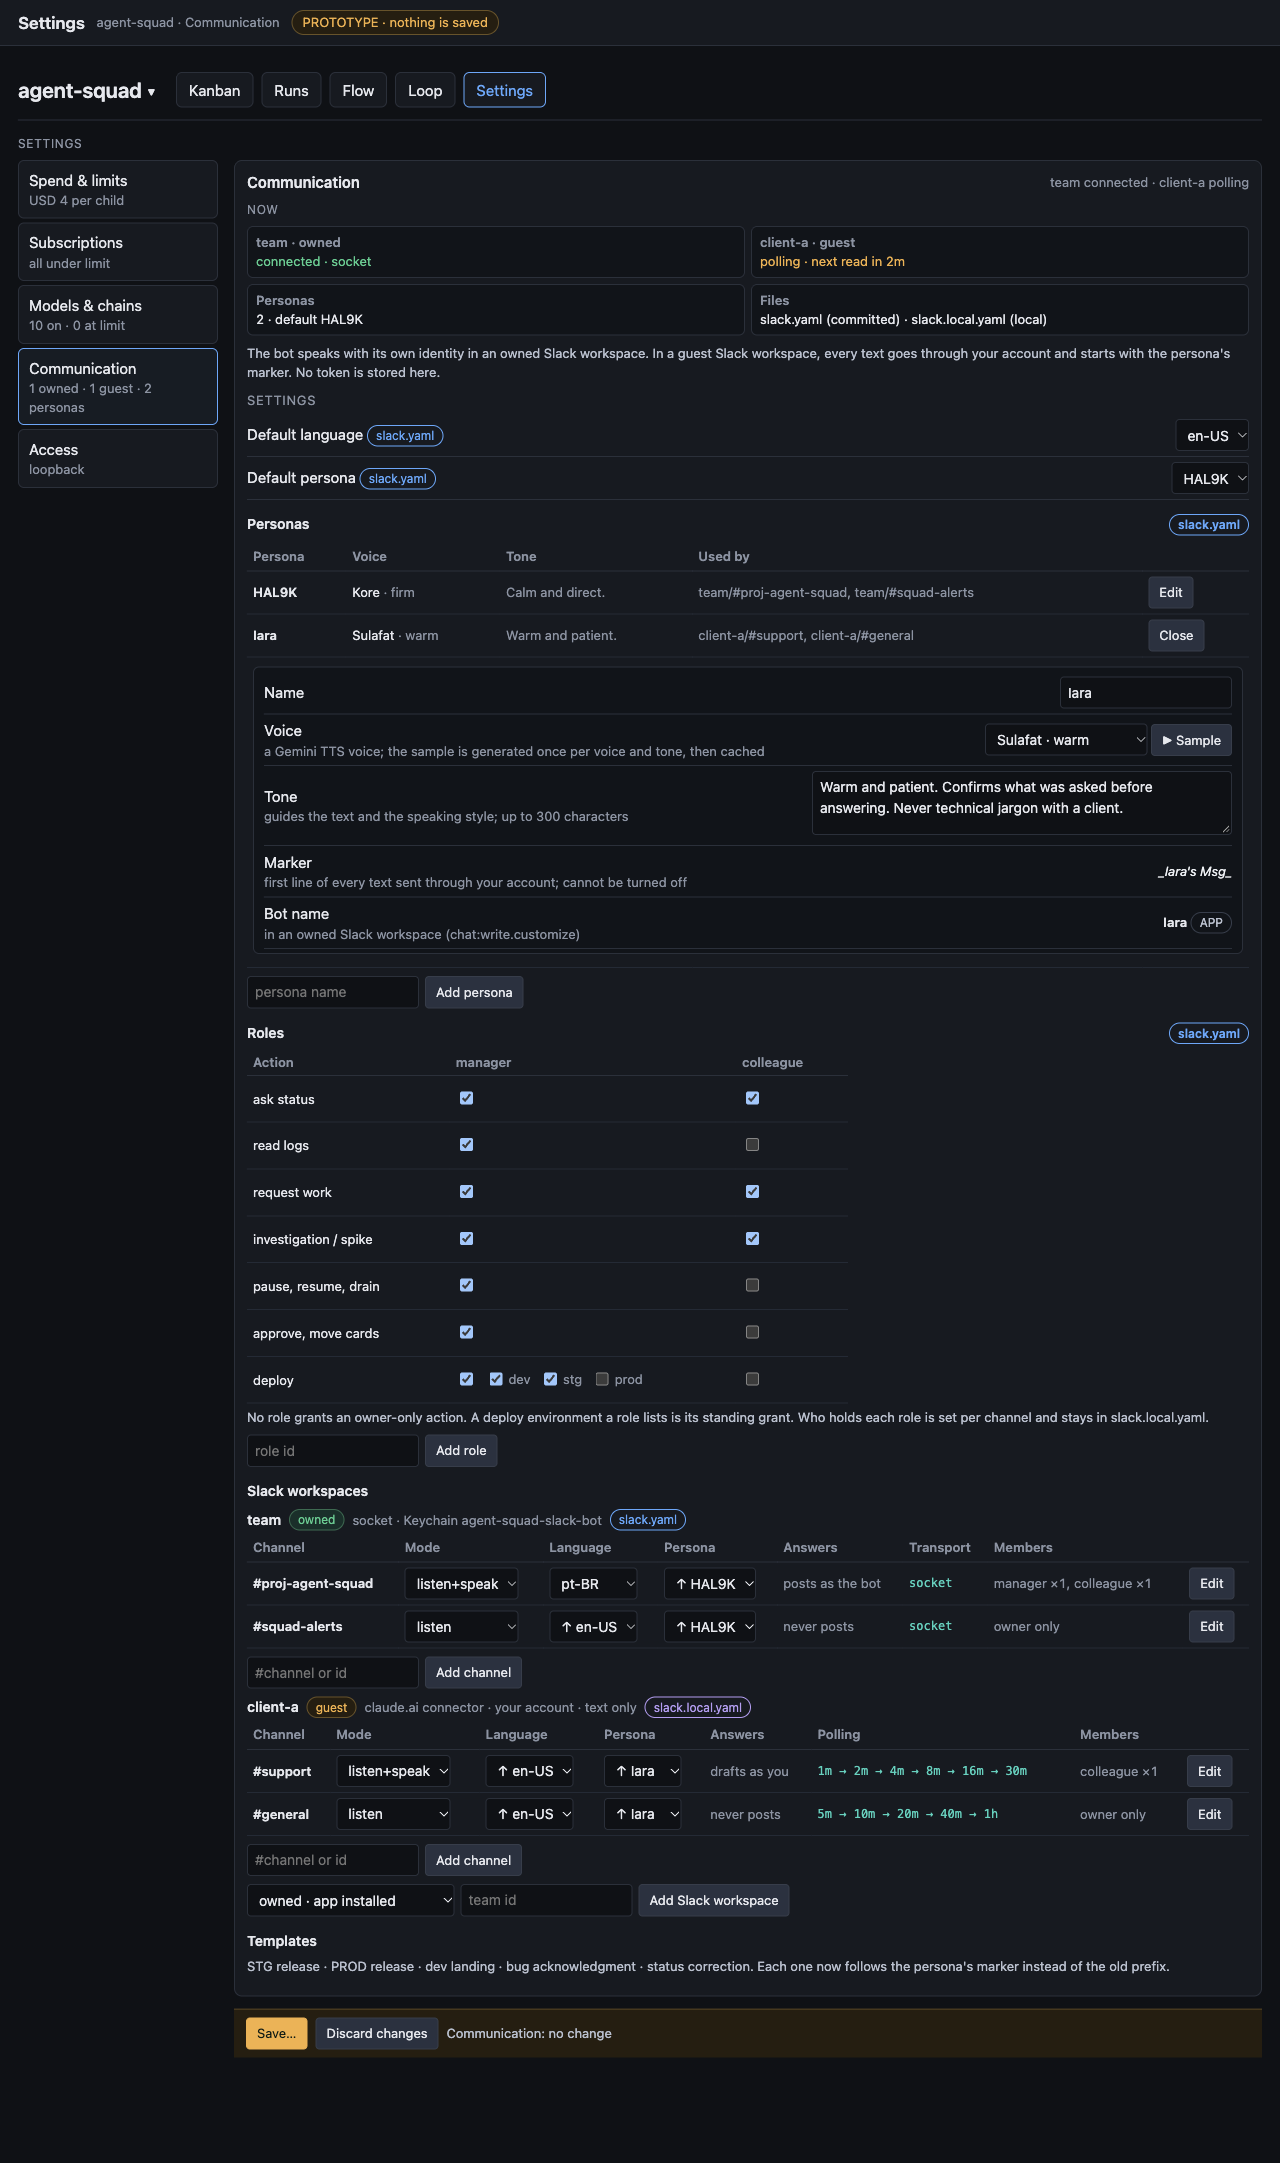 Settings agent-squad · Communication PROTOTYPE · nothing is saved
agent-squad ▾ Kanban Runs Flow Loop Settings
SETTINGS
Spend & limits
USD 4 per child
Subscriptions
all under limit
Models & chains
10 on · 0 at limit
Communication
1 owned · 1 guest · 2
personas
Access
loopback
Communication team connected · client-a polling
NOW
team · owned
connected · socket
client-a · guest
polling · next read in 2m
Personas
2 · default HAL9K
Files
slack.yaml (committed) · slack.local.yaml (local)
The bot speaks with its own identity in an owned Slack workspace. In a guest Slack workspace, every text goes through your account and starts with the persona's
marker. No token is stored here.
SETTINGS
Default language slack.yaml en-US
Default persona slack.yaml HAL9K
Personas slack.yaml
Persona Voice Tone Used by
HAL9K Kore · firm Calm and direct. team/#proj-agent-squad, team/#squad-alerts Edit
Iara Sulafat · warm Warm and patient. client-a/#support, client-a/#general Close
Name Iara
Voice
a Gemini TTS voice; the sample is generated once per voice and tone, then cached
Sulafat · warm ▶ Sample
Tone
guides the text and the speaking style; up to 300 characters
Warm and patient. Confirms what was asked before
answering. Never technical jargon with a client.
Marker
first line of every text sent through your account; cannot be turned off
_Iara's Msg_
Bot name
in an owned Slack workspace (chat:write.customize)
Iara APP
persona name Add persona
Roles slack.yaml
Action manager colleague
ask status
read logs
request work
investigation / spike
pause, resume, drain
approve, move cards
deploy dev stg prod
No role grants an owner-only action. A deploy environment a role lists is its standing grant. Who holds each role is set per channel and stays in slack.local.yaml.
role id Add role
Slack workspaces
team owned socket · Keychain agent-squad-slack-bot slack.yaml
Channel Mode Language Persona Answers Transport Members
#proj-agent-squad listen+speak pt-BR ↑ HAL9K posts as the bot socket manager ×1, colleague ×1 Edit
#squad-alerts listen ↑ en-US ↑ HAL9K never posts socket owner only Edit
#channel or id Add channel
client-a guest claude.ai connector · your account · text only slack.local.yaml
Channel Mode Language Persona Answers Polling Members
#support listen+speak ↑ en-US ↑ Iara drafts as you 1m → 2m → 4m → 8m → 16m → 30m colleague ×1 Edit
#general listen ↑ en-US ↑ Iara never posts 5m → 10m → 20m → 40m → 1h owner only Edit
#channel or id Add channel
owned · app installed team id Add Slack workspace
Templates
STG release · PROD release · dev landing · bug acknowledgment · status correction. Each one now follows the persona's marker instead of the old prefix.
Save… Discard changes Communication: no change